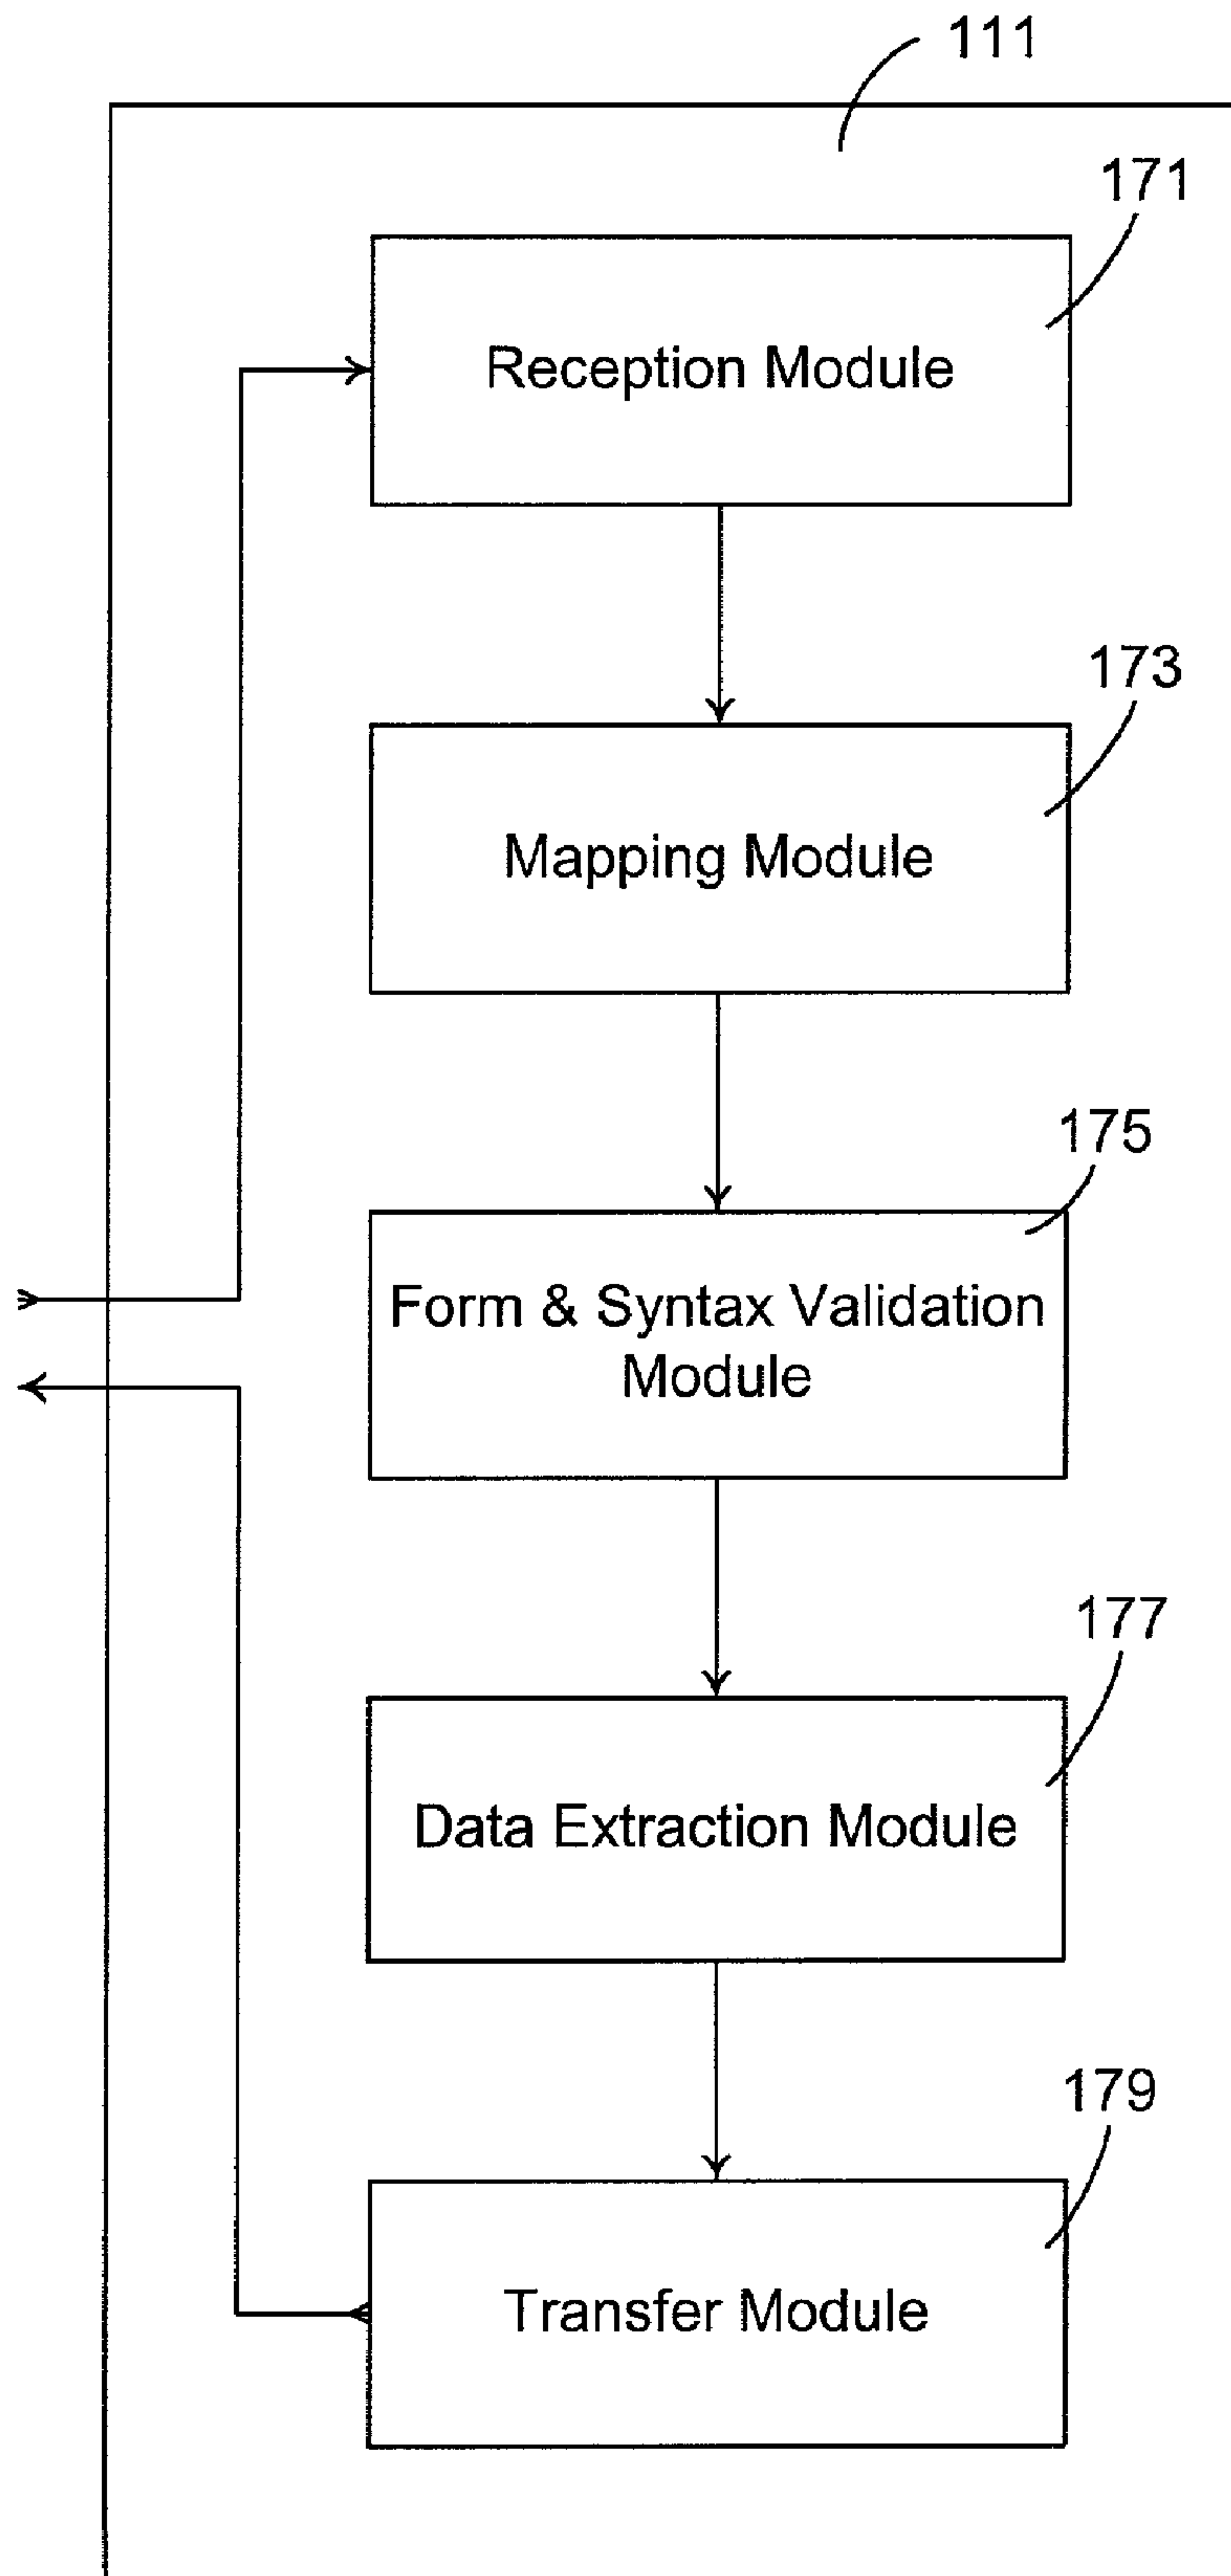 111
171
Reception Module
173
Mapping Module
175
Form & Syntax Validation
Module
177
Data Extraction Module
179
Transfer Module